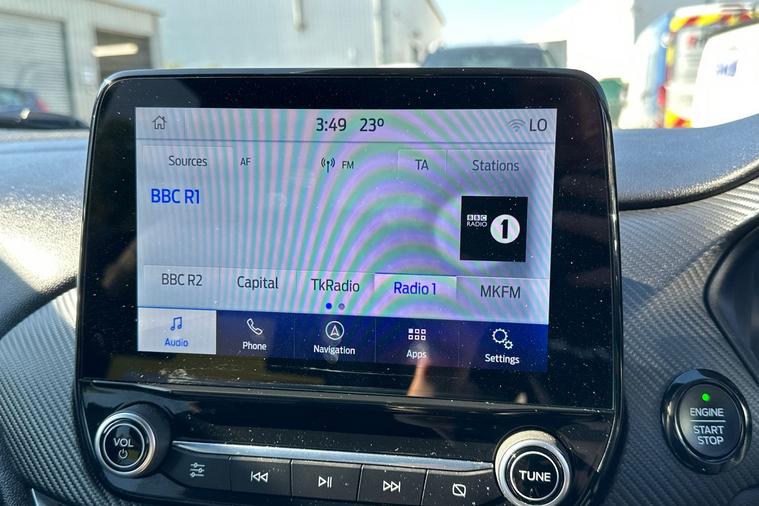 3:49 23° LO
Sources AF FM TA Stations
BBC R1
BBC RADIO 1
BBC R2 Capital TkRadio Radio 1 MKFM
Audio Phone Navigation Apps Settings
VOL
TUNE
ENGINE
START
STOP